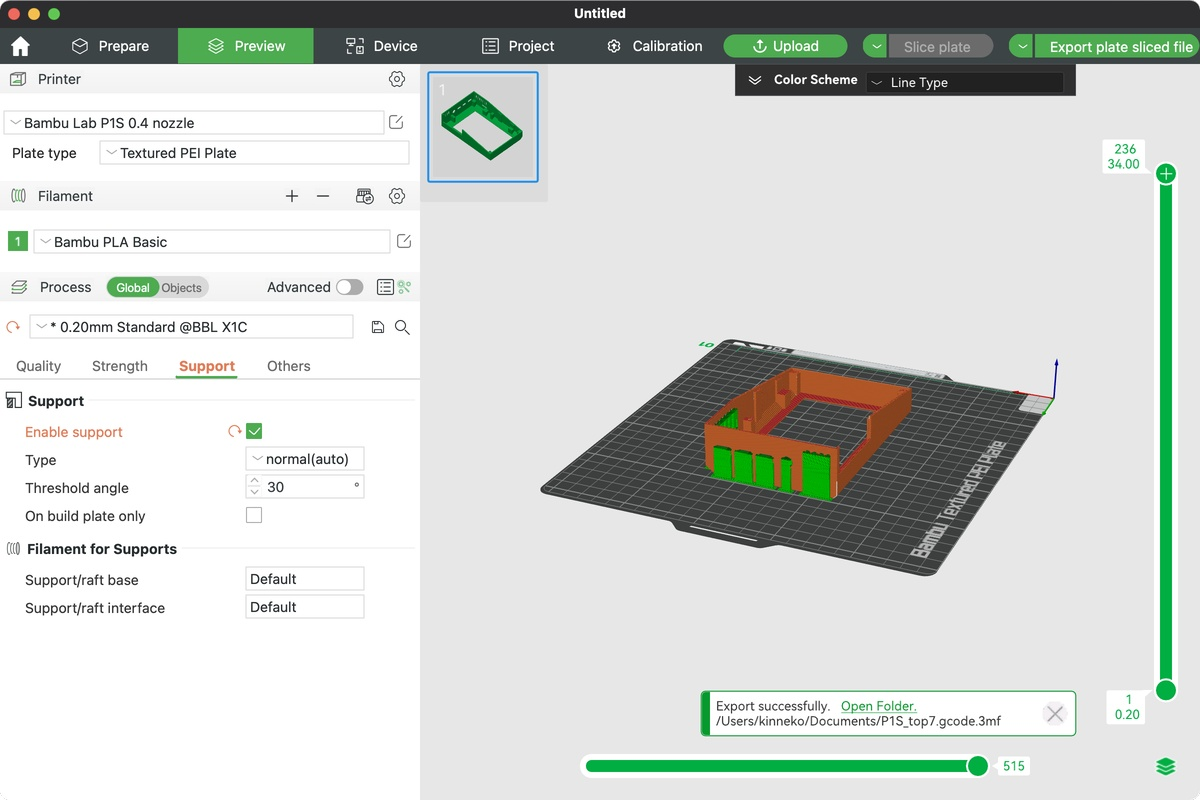 Untitled
Prepare
Preview
Device
Project
Calibration
Upload
Slice plate
Export plate sliced file
Printer
Bambu Lab P1S 0.4 nozzle
Plate type
Textured PEI Plate
Filament
1
Bambu PLA Basic
Process
Global
Objects
Advanced
* 0.20mm Standard @BBL X1C
Quality
Strength
Support
Others
Support
Enable support
Type
normal(auto)
Threshold angle
30
°
On build plate only
Filament for Supports
Support/raft base
Default
Support/raft interface
Default
1
Color Scheme
Line Type
236
34.00
01
Bambu Textured PEI Plate
1
0.20
Export successfully. Open Folder.
/Users/kinneko/Documents/P1S_top7.gcode.3mf
515